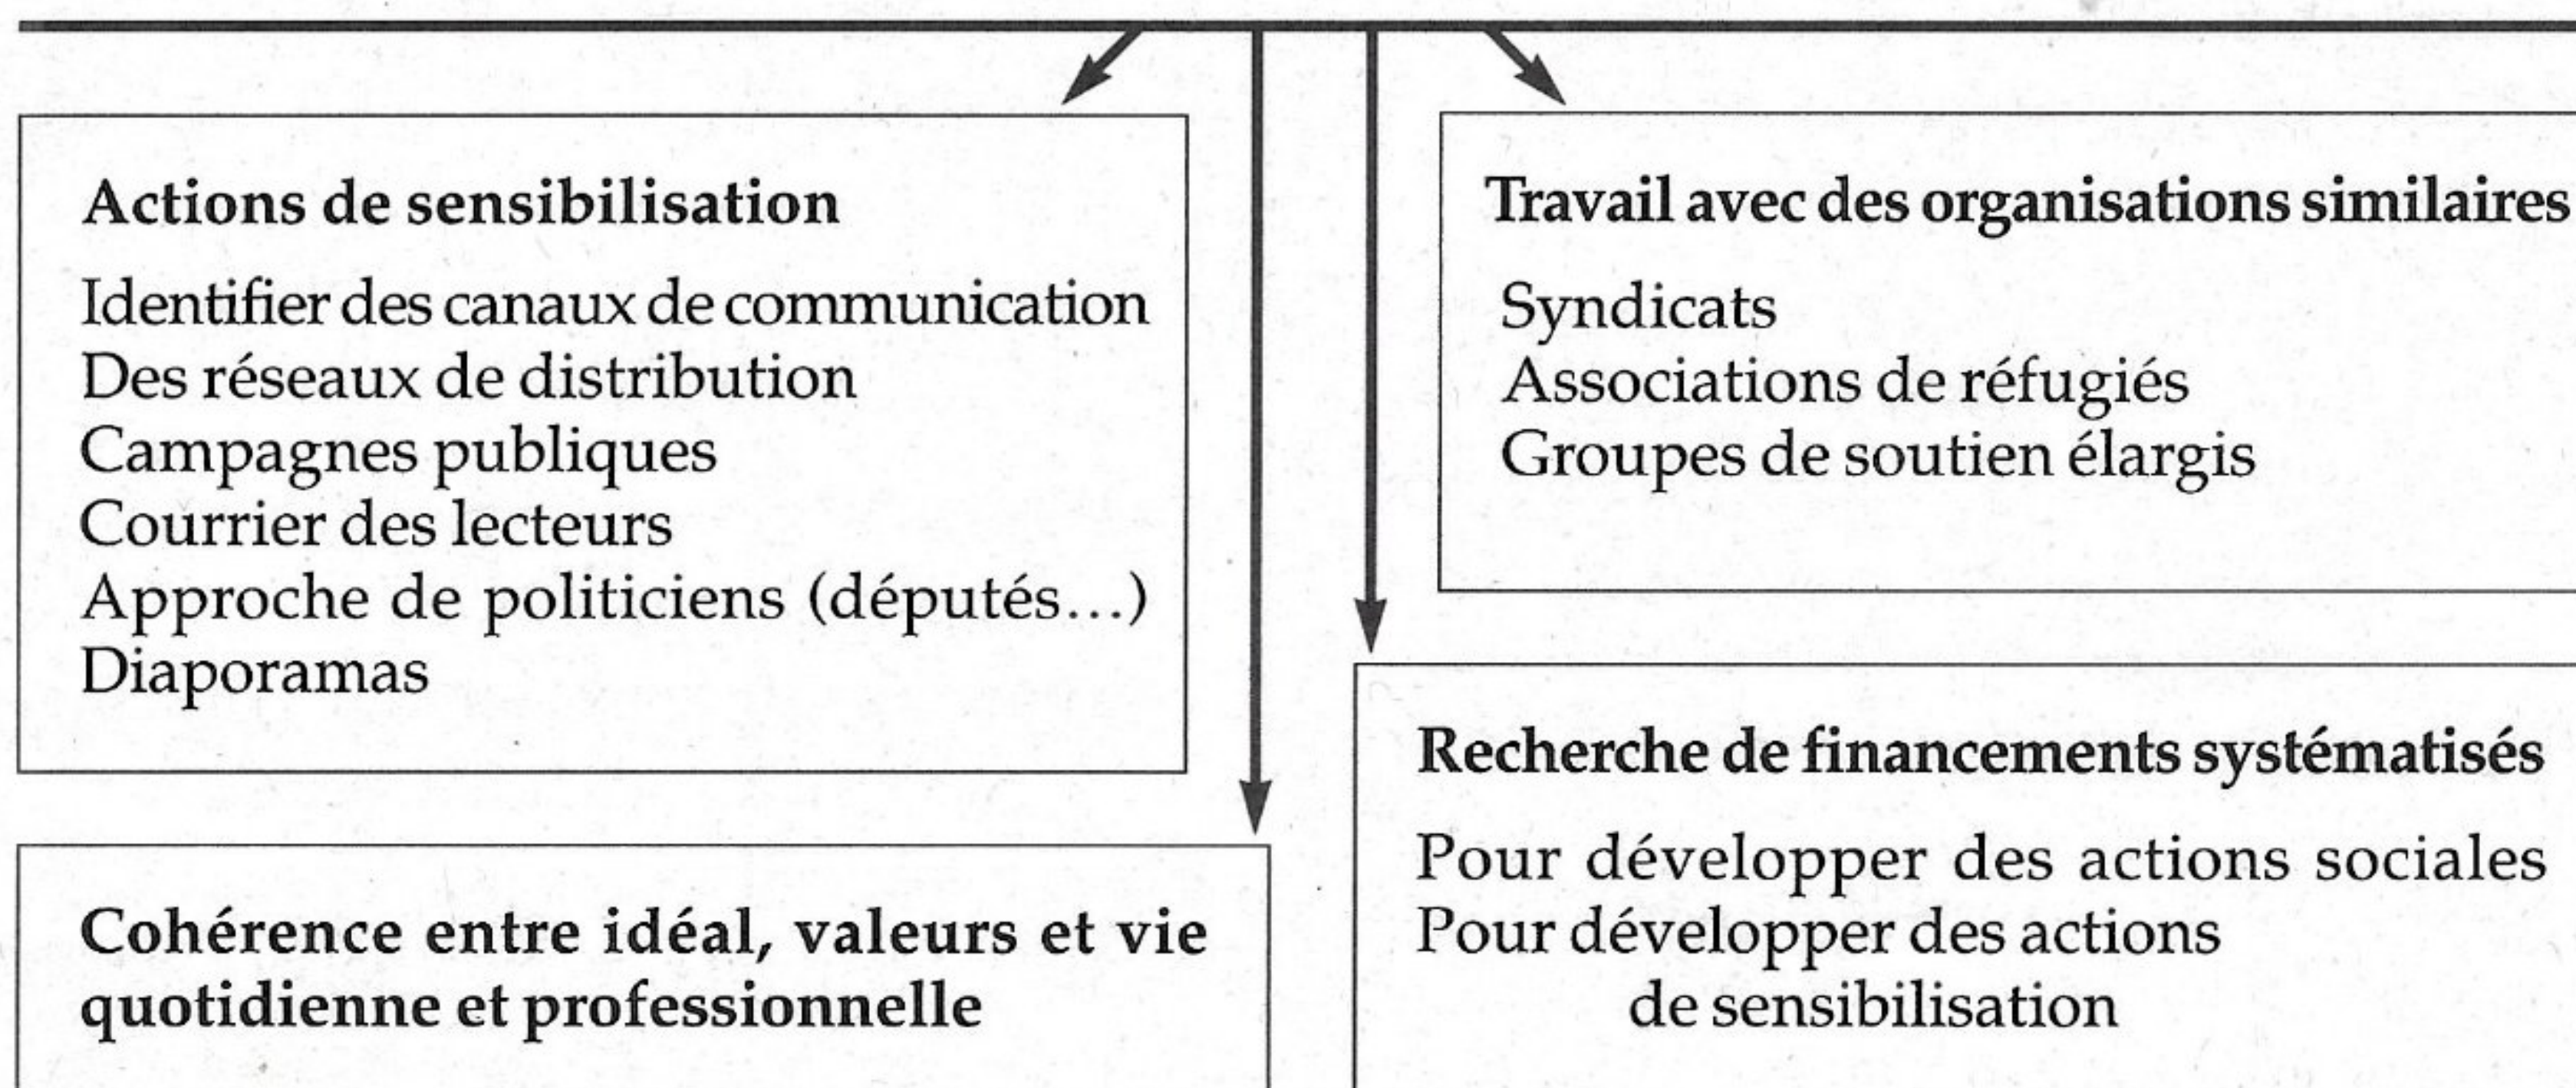 Actions de sensibilisation
Identifier des canaux de communication
Des réseaux de distribution
Campagnes publiques
Courrier des lecteurs
Approche de politiciens (députés...)
Diaporamas
Travail avec des organisations similaires
Syndicats
Associations de réfugiés
Groupes de soutien élargis
Cohérence entre idéal, valeurs et vie
quotidienne et professionnelle
Recherche de financements systématisés
Pour développer des actions sociales
Pour développer des actions
de sensibilisation